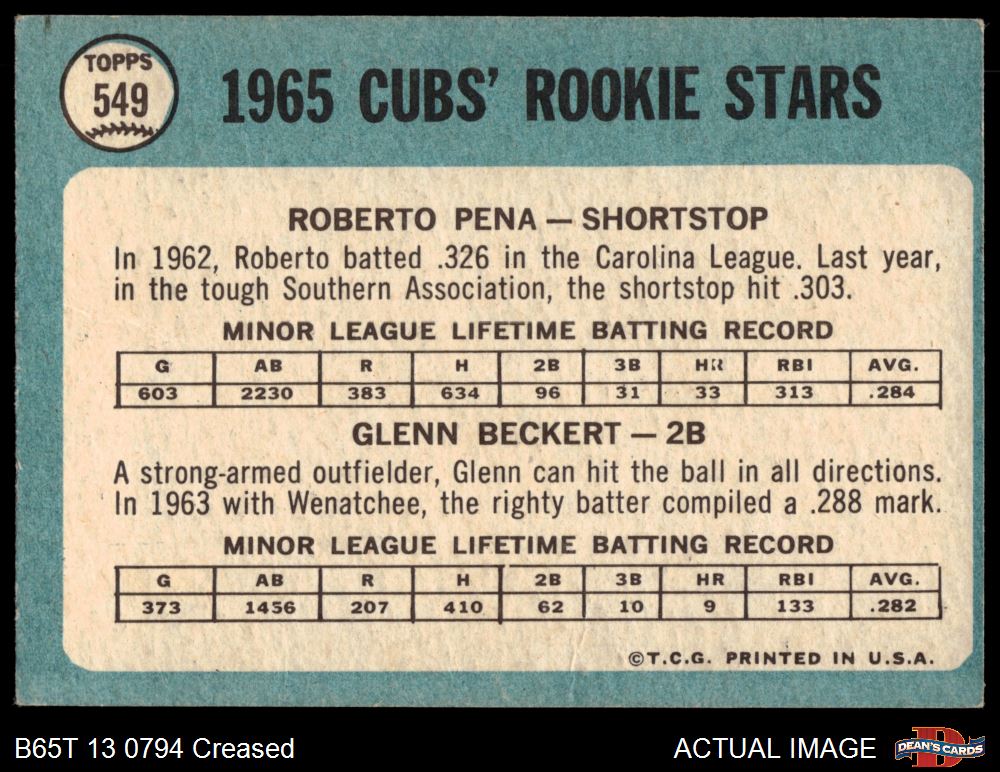 TOPPS
549
1965 CUBS' ROOKIE STARS
ROBERTO PENA — SHORTSTOP
In 1962, Roberto batted .326 in the Carolina League. Last year,
in the tough Southern Association, the shortstop hit .303.
MINOR LEAGUE LIFETIME BATTING RECORD
G AB R H 2B 3B HR RBI AVG.
603 2230 383 634 96 31 33 313 .284
GLENN BECKERT — 2B
A strong-armed outfielder, Glenn can hit the ball in all directions.
In 1963 with Wenatchee, the righty batter compiled a .288 mark.
MINOR LEAGUE LIFETIME BATTING RECORD
G AB R H 2B 3B HR RBI AVG.
373 1456 207 410 62 10 9 133 .282
©T.C.G. PRINTED IN U.S.A.
B65T 13 0794 Creased
ACTUAL IMAGE
D
DEAN'S CARDS